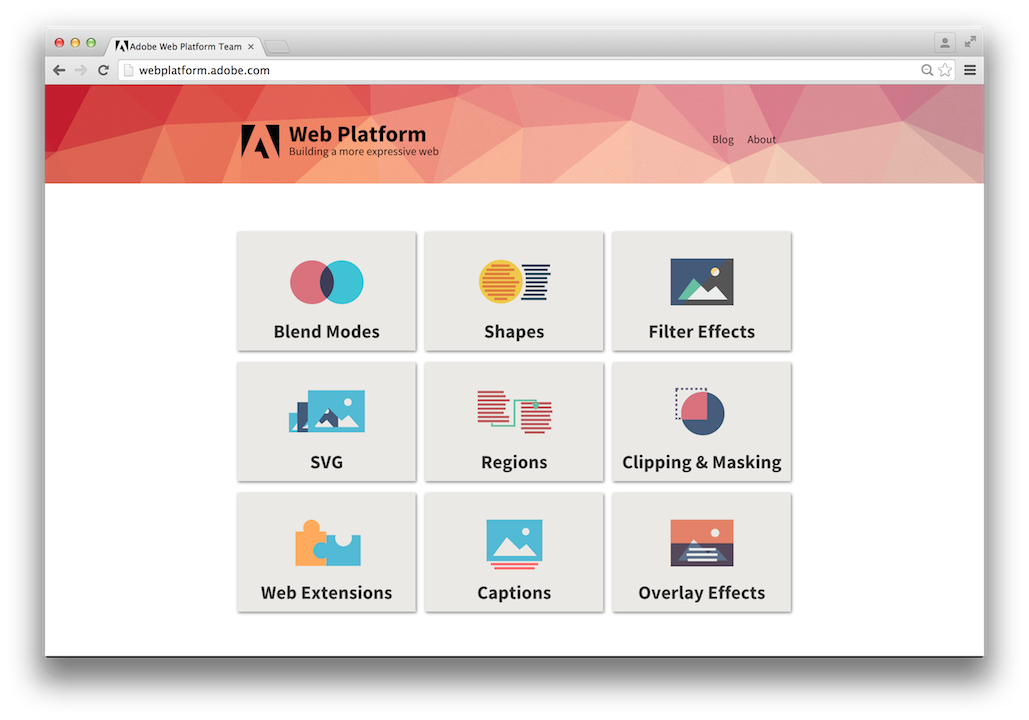 Adobe Web Platform Team
webplatform.adobe.com
Web Platform
Building a more expressive web
Blog About
Blend Modes
Shapes
Filter Effects
SVG
Regions
Clipping & Masking
Web Extensions
Captions
Overlay Effects